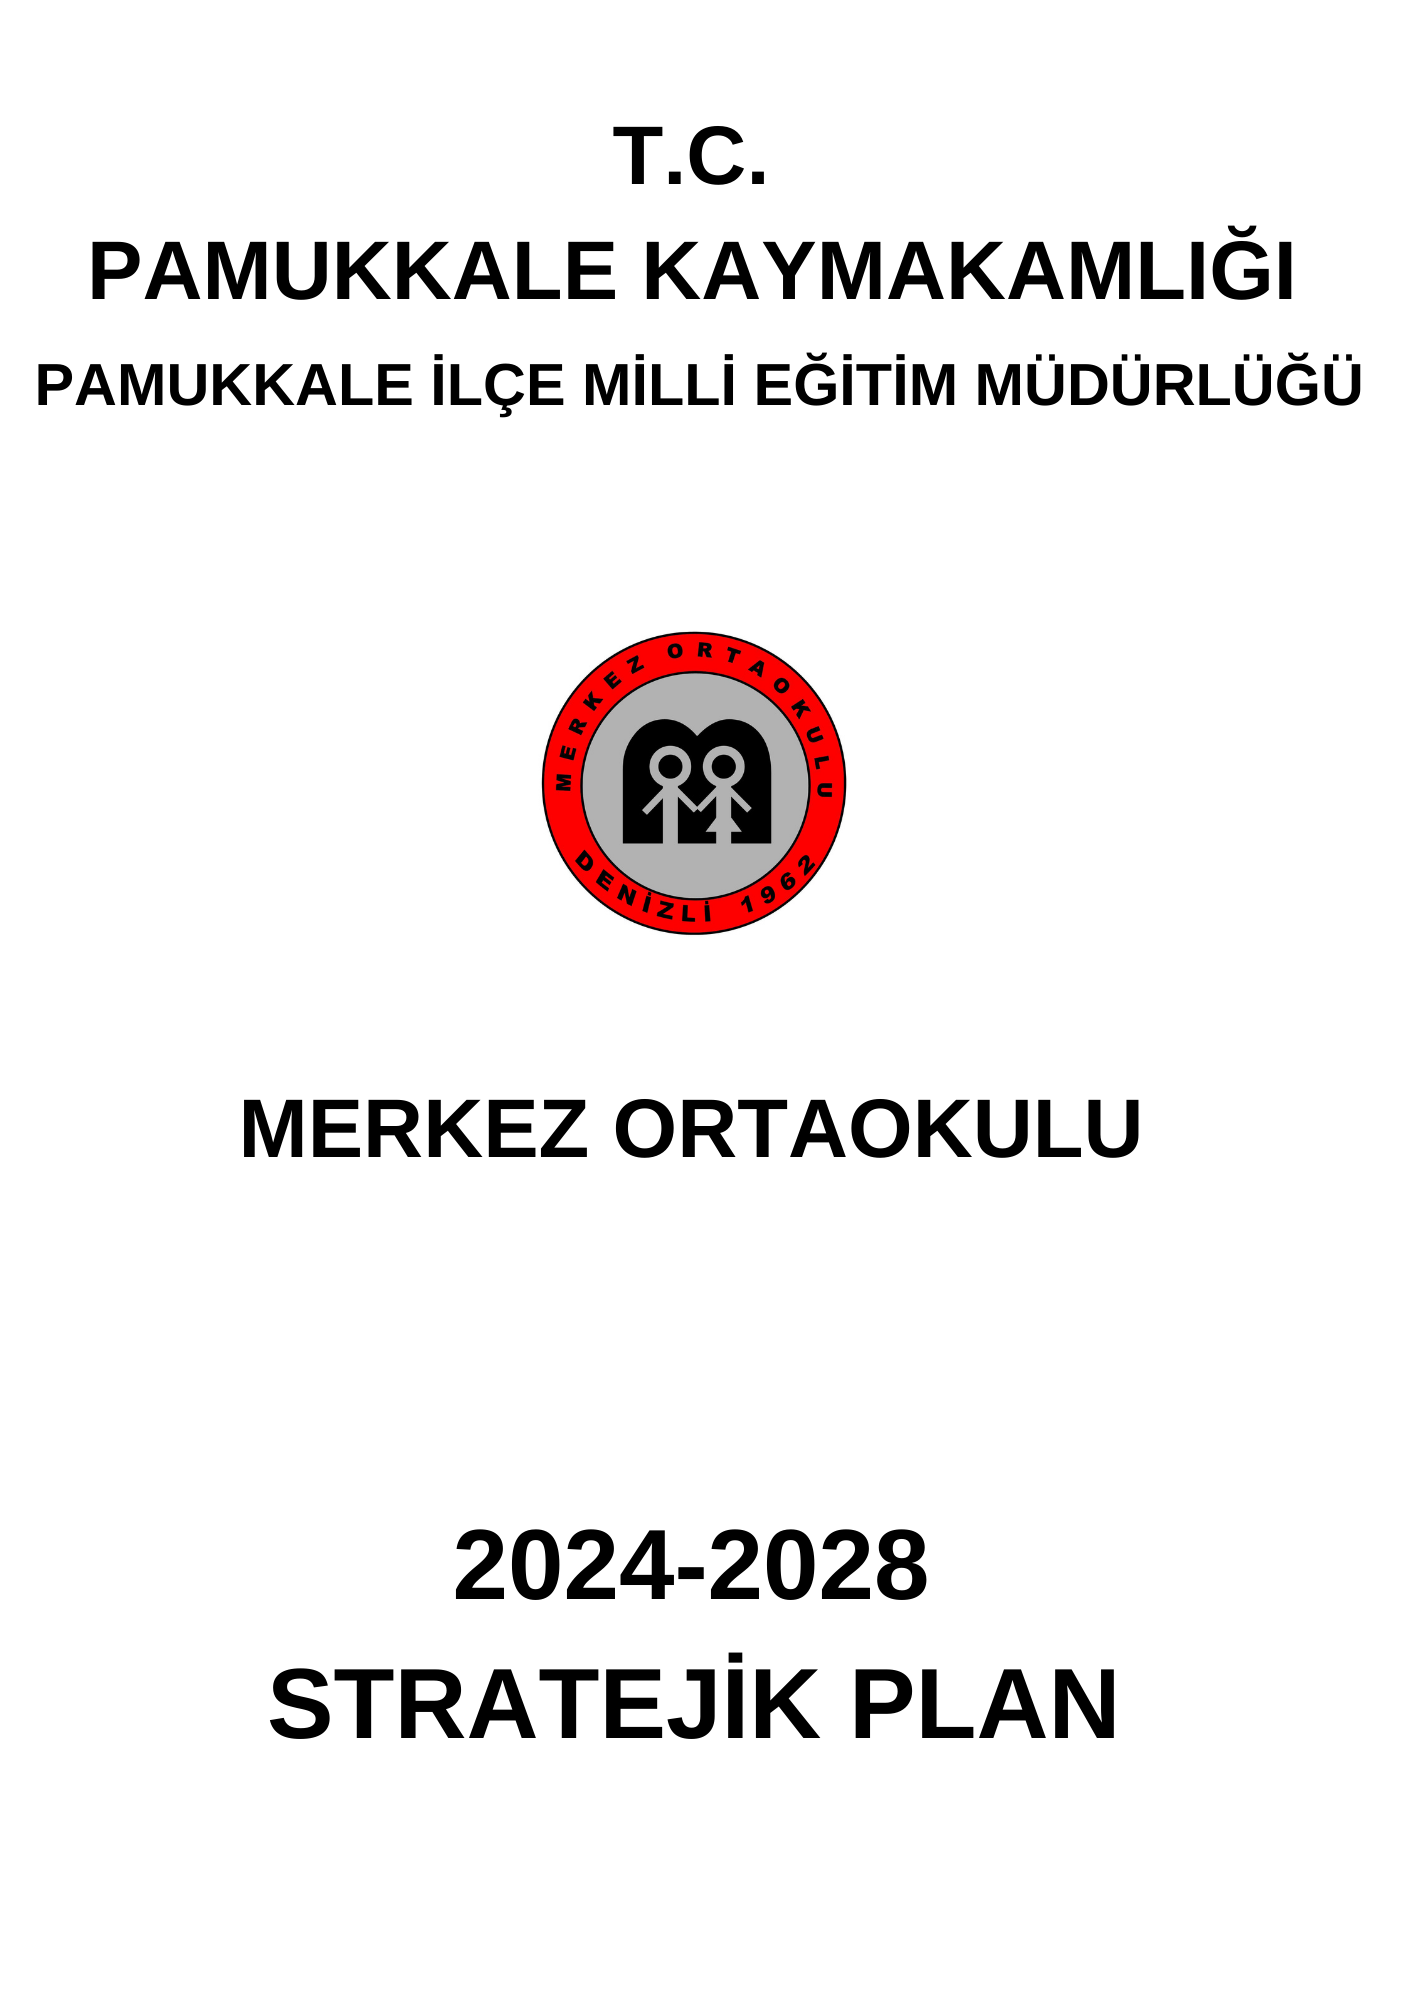 T.C.
PAMUKKALE KAYMAKAMLIĞI
PAMUKKALE İLÇE MİLLİ EĞİTİM MÜDÜRLÜĞÜ
MERKEZ ORTAOKULU
DENİZLİ 1962
MERKEZ ORTAOKULU
2024-2028
STRATEJİK PLAN